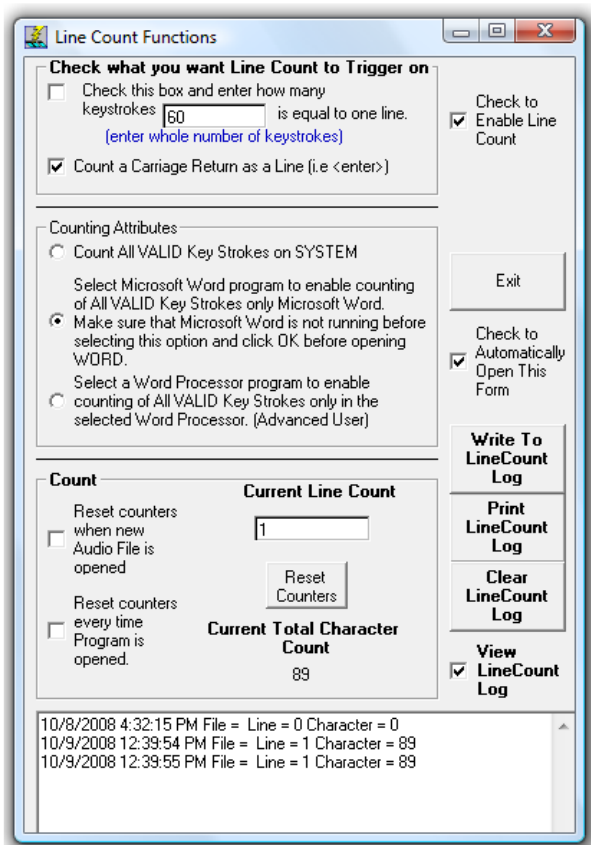 Line Count Functions
Check what you want Line Count to Trigger on
Check this box and enter how many
keystrokes 60 is equal to one line.
(enter whole number of keystrokes)
Count a Carriage Return as a Line (i.e <enter>)
Check to
Enable Line
Count
Counting Attributes
Count All VALID Key Strokes on SYSTEM
Select Microsoft Word program to enable counting
of All VALID Key Strokes only Microsoft Word.
Make sure that Microsoft Word is not running before
selecting this option and click OK before opening
WORD.
Select a Word Processor program to enable
counting of All VALID Key Strokes only in the
selected Word Processor. (Advanced User)
Exit
Check to
Automatically
Open This
Form
Write To
LineCount
Log
Print
LineCount
Log
Clear
LineCount
Log
View
LineCount
Log
Count
Reset counters
when new
Audio File is
opened
Reset counters
every time
Program is
opened.
Current Line Count
1
Reset
Counters
Current Total Character
Count
89
10/8/2008 4:32:15 PM File = Line = 0 Character = 0
10/9/2008 12:39:54 PM File = Line = 1 Character = 89
10/9/2008 12:39:55 PM File = Line = 1 Character = 89